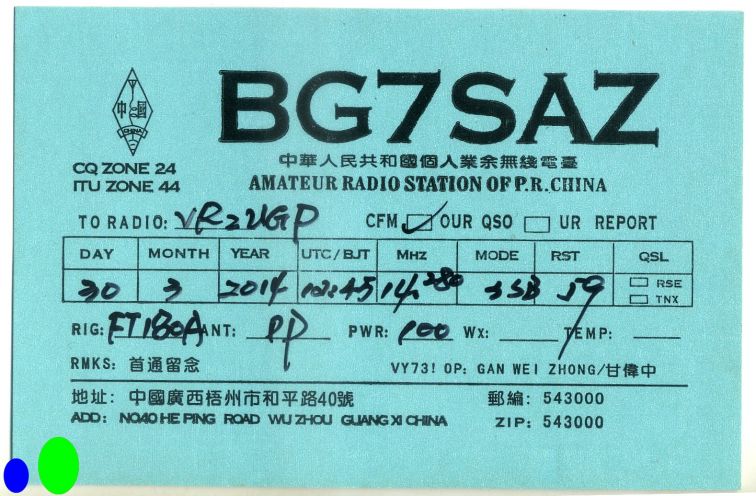 BG7SAZ
中 國
CHINA
CQ ZONE 24
ITU ZONE 44
中華人民共和國個人業余無綫電臺
AMATEUR RADIO STATION OF P.R.CHINA
TO RADIO: VR2UGP CFM ✓ OUR QSO □ UR REPORT
DAY MONTH YEAR UTC/BJT MHz MODE RST QSL
30 3 2014 12:45 14.280 SSB 59 □ RSE
□ TNX
RIG: FT180A ANT: PP PWR: 100 Wx: TEMP:
RMKS: 首通留念 VY73! OP: GAN WEI ZHONG/甘偉中
地址: 中國廣西梧州市和平路40號 郵編: 543000
ADD: NO40 HE PING ROAD WU ZHOU GUANG XI CHINA ZIP: 543000